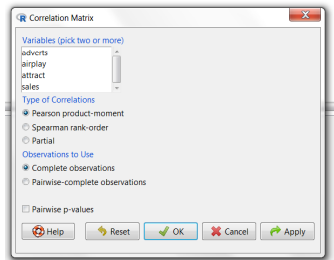 Correlation Matrix
Variables (pick two or more)
adverts
airplay
attract
sales
Type of Correlations
Pearson product-moment
Spearman rank-order
Partial
Observations to Use
Complete observations
Pairwise-complete observations
Pairwise p-values
Help Reset OK Cancel Apply